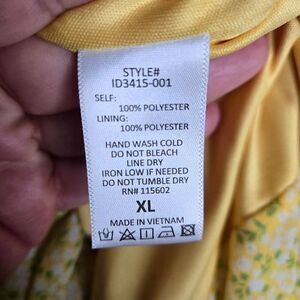 STYLE#
ID3415-001
SELF:
100% POLYESTER
LINING:
100% POLYESTER
HAND WASH COLD
DO NOT BLEACH
LINE DRY
IRON LOW IF NEEDED
DO NOT TUMBLE DRY
RN# 115602
XL
MADE IN VIETNAM